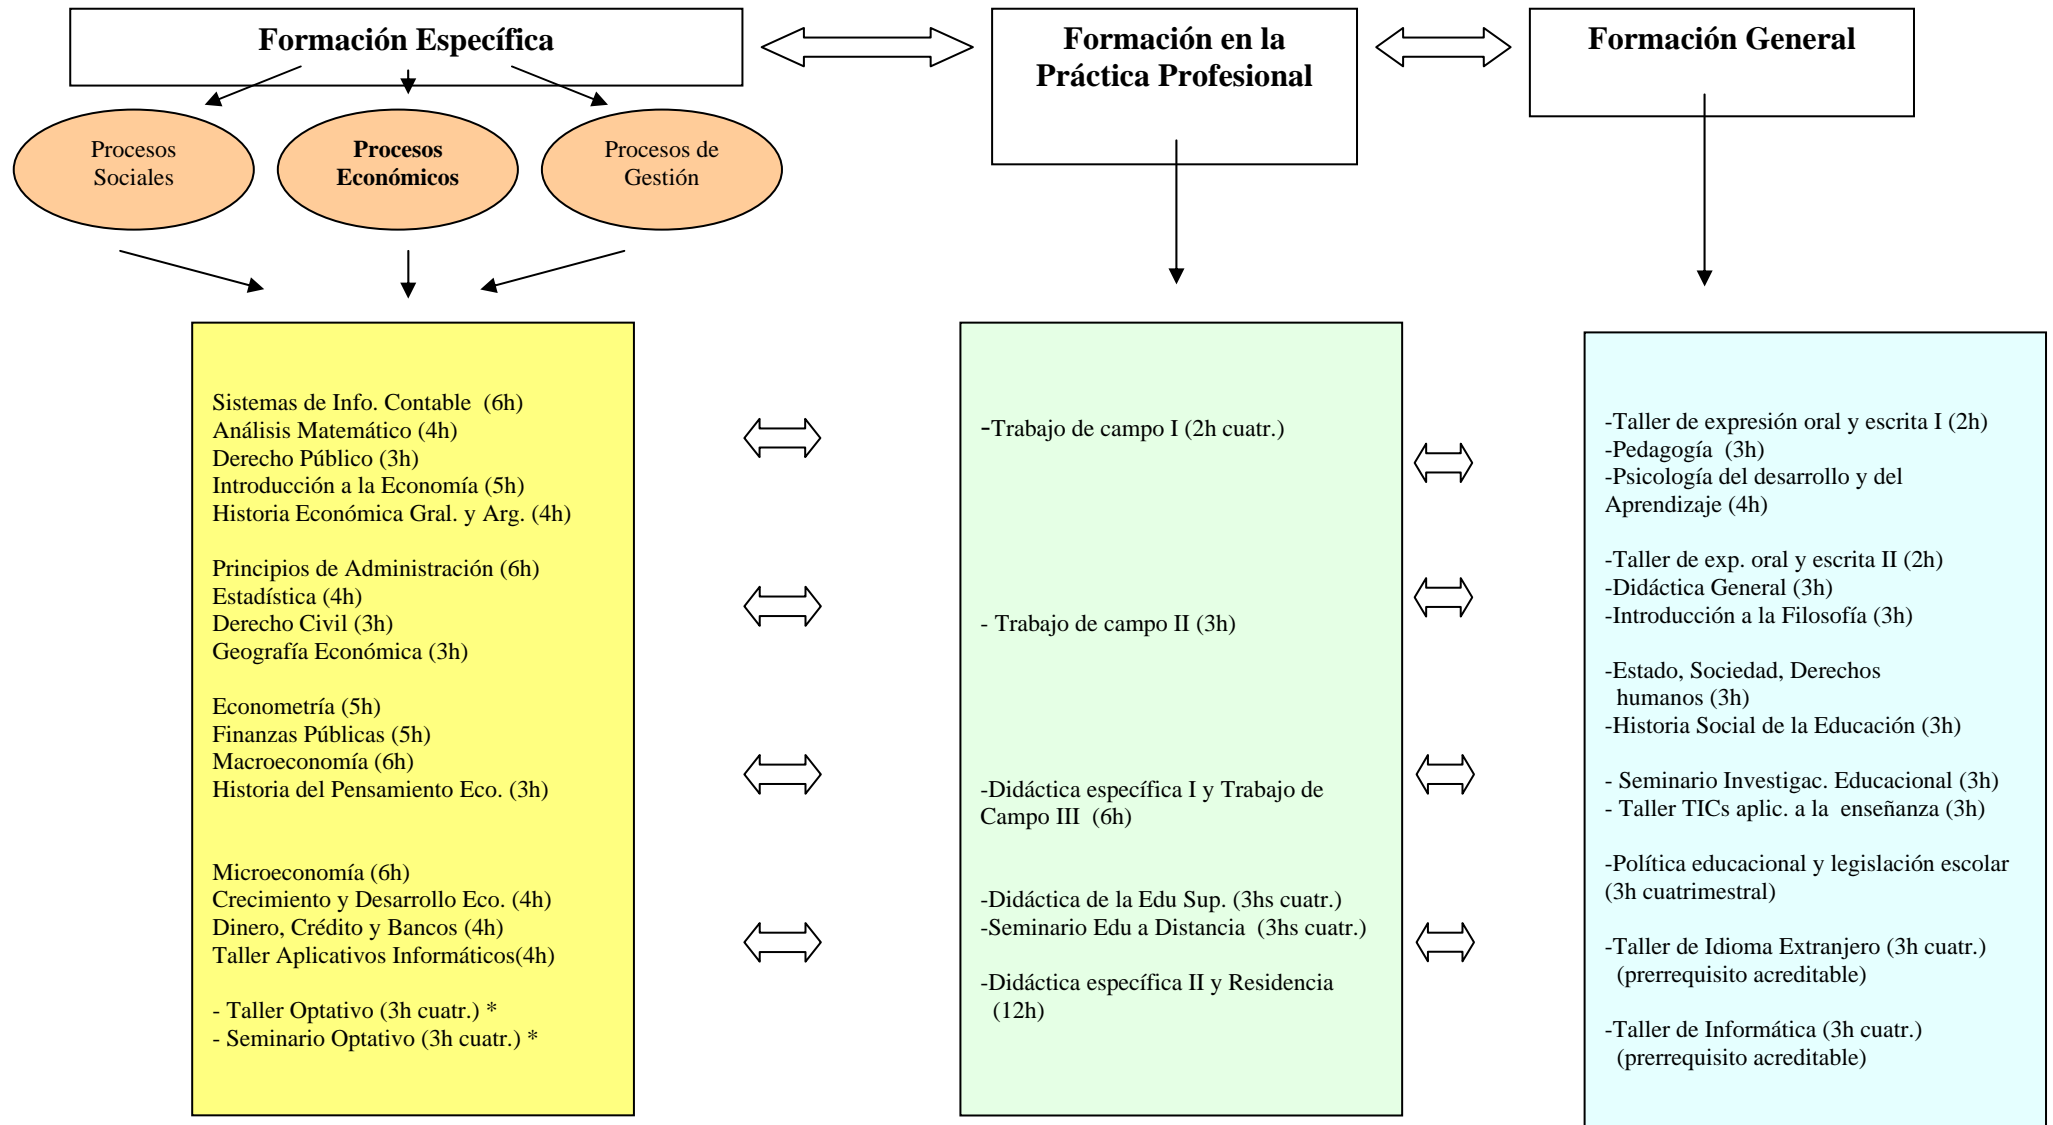 Formación Específica
Formación en la
Práctica Profesional
Formación General
Procesos
Sociales
Procesos
Económicos
Procesos de
Gestión
Sistemas de Info. Contable  (6h)
Análisis Matemático (4h)
Derecho Público (3h)
Introducción a la Economía (5h)
Historia Económica Gral. y Arg. (4h)
Principios de Administración (6h)
Estadística (4h)
Derecho Civil (3h)
Geografía Económica (3h)
Econometría (5h)
Finanzas Públicas (5h)
Macroeconomía (6h)
Historia del Pensamiento Eco. (3h)
Microeconomía (6h)
Crecimiento y Desarrollo Eco. (4h)
Dinero, Crédito y Bancos (4h)
Taller Aplicativos Informáticos(4h)
- Taller Optativo (3h cuatr.) *
- Seminario Optativo (3h cuatr.) *
-Trabajo de campo I (2h cuatr.)
- Trabajo de campo II (3h)
-Didáctica específica I y Trabajo de
Campo III  (6h)
-Didáctica de la Edu Sup. (3hs cuatr.)
-Seminario Edu a Distancia  (3hs cuatr.)
-Didáctica específica II y Residencia
(12h)
-Taller de expresión oral y escrita I (2h)
-Pedagogía  (3h)
-Psicología del desarrollo y del
Aprendizaje (4h)
-Taller de exp. oral y escrita II (2h)
-Didáctica General (3h)
-Introducción a la Filosofía (3h)
-Estado, Sociedad, Derechos
humanos (3h)
-Historia Social de la Educación (3h)
- Seminario Investigac. Educacional (3h)
- Taller TICs aplic. a la  enseñanza (3h)
-Política educacional y legislación escolar
(3h cuatrimestral)
-Taller de Idioma Extranjero (3h cuatr.)
(prerrequisito acreditable)
-Taller de Informática (3h cuatr.)
(prerrequisito acreditable)